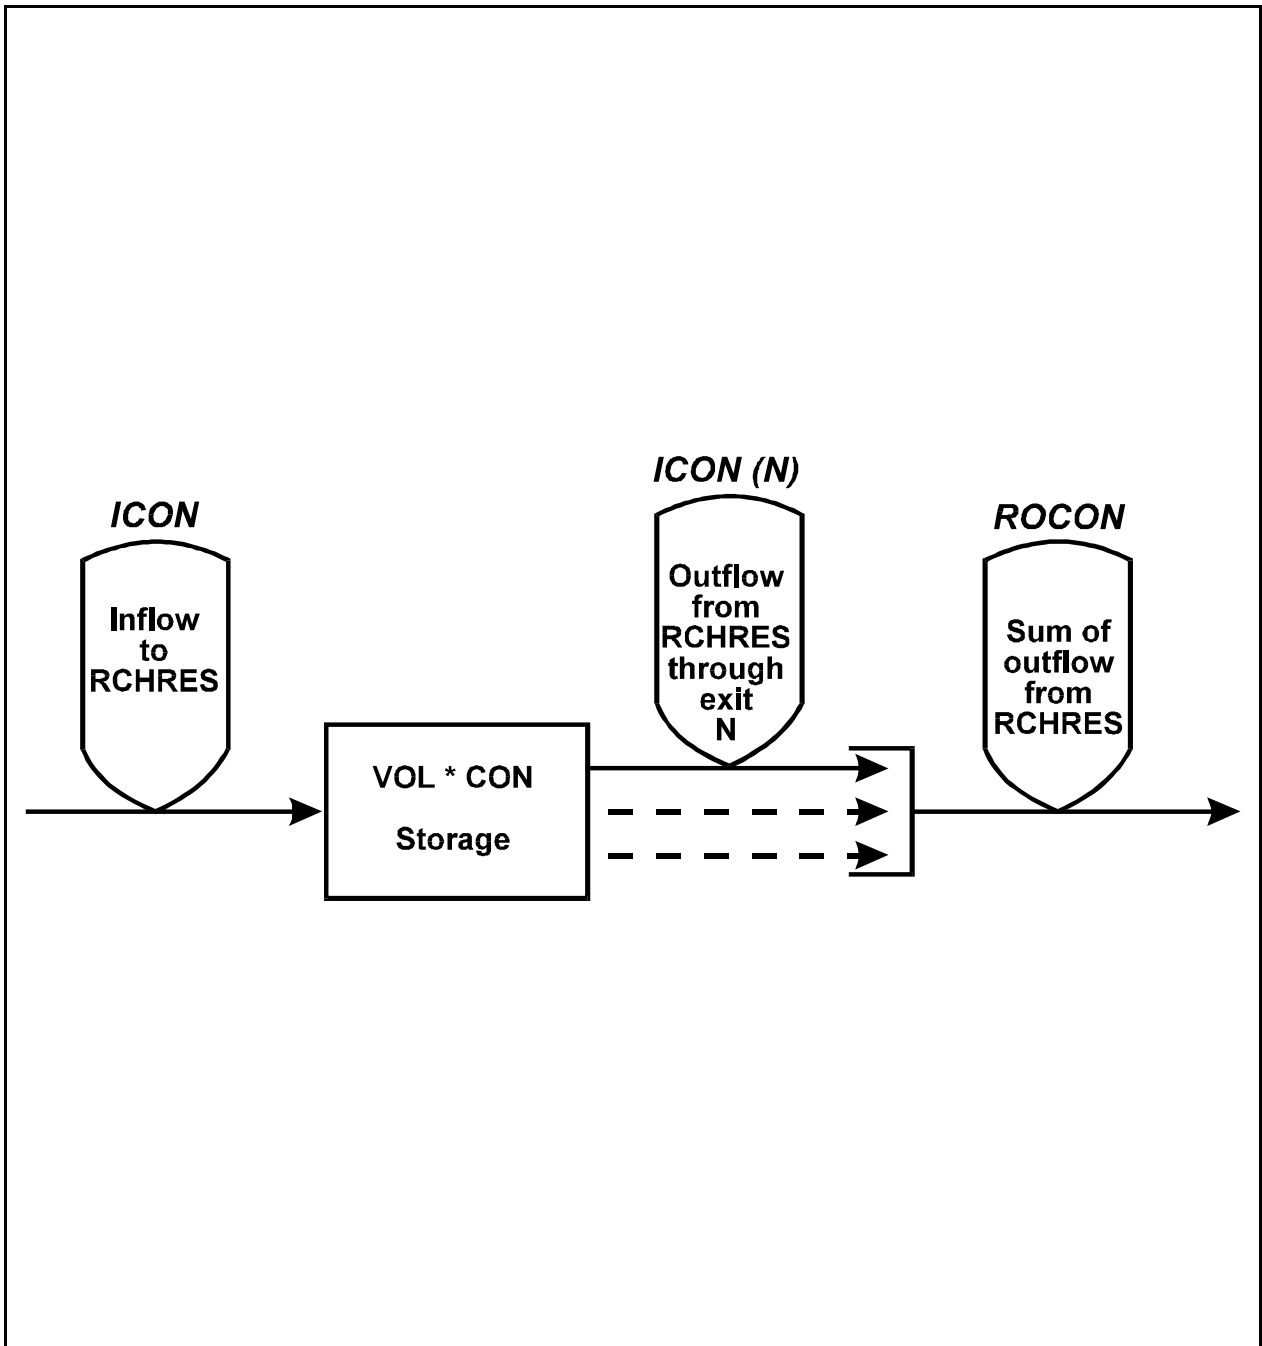 ICON
Inflow
to
RCHRES
VOL * CON
Storage
ICON (N)
Outflow
from
RCHRES
through
exit
N
ROCON
Sum of
outflow
from
RCHRES